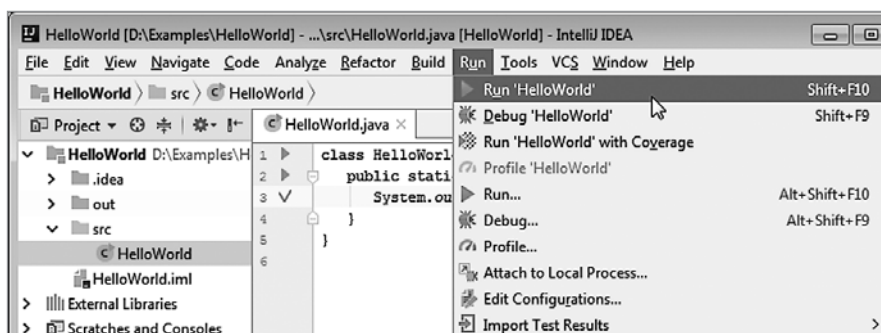 HelloWorld [D:\Examples\HelloWorld] - ...\src\HelloWorld.java [HelloWorld] - IntelliJ IDEA
File Edit View Navigate Code Analyze Refactor Build Run Tools VCS Window Help
HelloWorld src HelloWorld
Project
HelloWorld D:\Examples\H
.idea
out
src
HelloWorld
HelloWorld.iml
External Libraries
Scratches and Consoles
HelloWorld.java
1 class HelloWorl
2 public stati
3 System.ou
4 }
5 }
6
Run 'HelloWorld' Shift+F10
Debug 'HelloWorld' Shift+F9
Run 'HelloWorld' with Coverage
Profile 'HelloWorld'
Run... Alt+Shift+F10
Debug... Alt+Shift+F9
Profile...
Attach to Local Process...
Edit Configurations...
Import Test Results